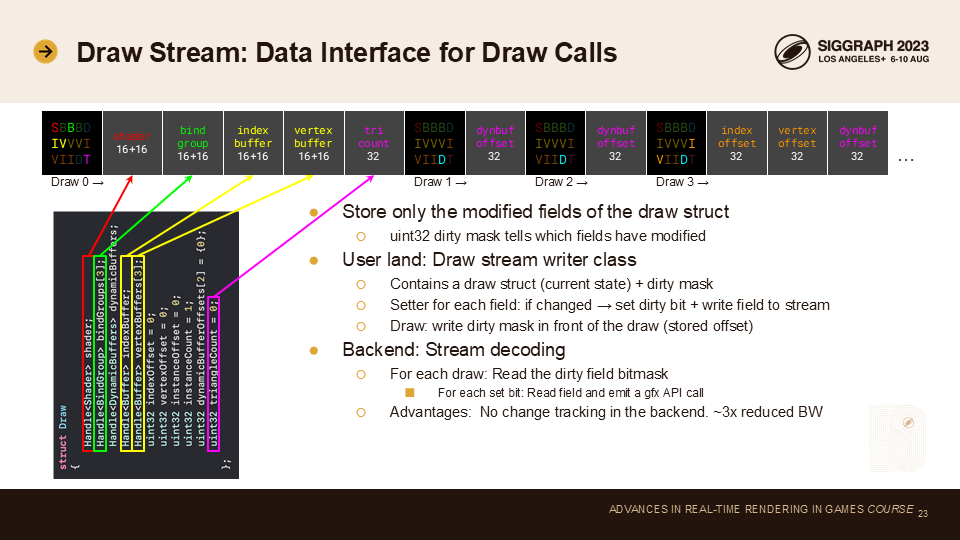 Draw Stream: Data Interface for Draw Calls
SIGGRAPH 2023
LOS ANGELES+ 6-10 AUG
SBBBD
IVVVI
VIIDT
shader
16+16
bind
group
16+16
index
buffer
16+16
vertex
buffer
16+16
tri
count
32
SBBBD
IVVVI
VIIDT
dynbuf
offset
32
SBBBD
IVVVI
VIIDT
dynbuf
offset
32
SBBBD
IVVVI
VIIDT
index
offset
32
vertex
offset
32
dynbuf
offset
32
...
Draw 0 →
Draw 1 →
Draw 2 →
Draw 3 →
struct Draw
{
Handle<Shader> shader;
Handle<BindGroup> bindGroups[3];
Handle<DynamicBuffers> dynamicBuffers;
Handle<Buffer> indexBuffer;
Handle<Buffer> vertexBuffers[3];
uint32 indexOffset = 0;
uint32 vertexOffset = 0;
uint32 instanceOffset = 0;
uint32 instanceCount = 1;
uint32 dynamicBufferOffsets[2] = {0};
uint32 triangleCount = 0;
};
● Store only the modified fields of the draw struct
○ uint32 dirty mask tells which fields have modified
● User land: Draw stream writer class
○ Contains a draw struct (current state) + dirty mask
○ Setter for each field: if changed → set dirty bit + write field to stream
○ Draw: write dirty mask in front of the draw (stored offset)
● Backend: Stream decoding
○ For each draw: Read the dirty field bitmask
■ For each set bit: Read field and emit a gfx API call
○ Advantages: No change tracking in the backend. ~3x reduced BW
ADVANCES IN REAL-TIME RENDERING IN GAMES COURSE
23